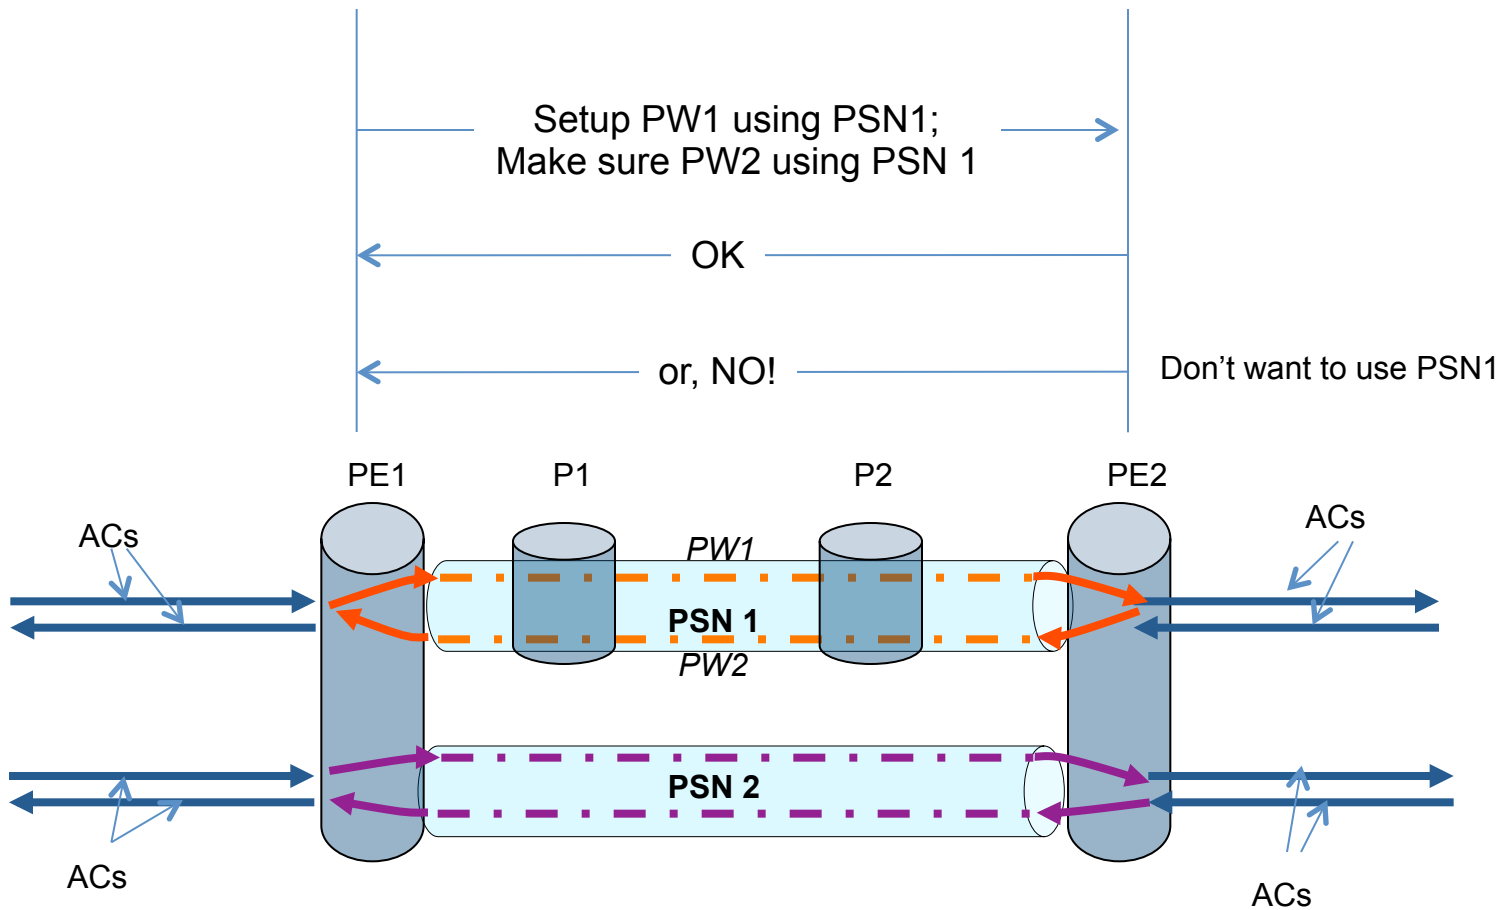 Setup PW1 using PSN1;
Make sure PW2 using PSN 1
OK
or, NO!
Don’t want to use PSN1
PE1
P1
P2
PE2
ACs
ACs
PW1
PSN 1
PW2
PSN 2
ACs
ACs